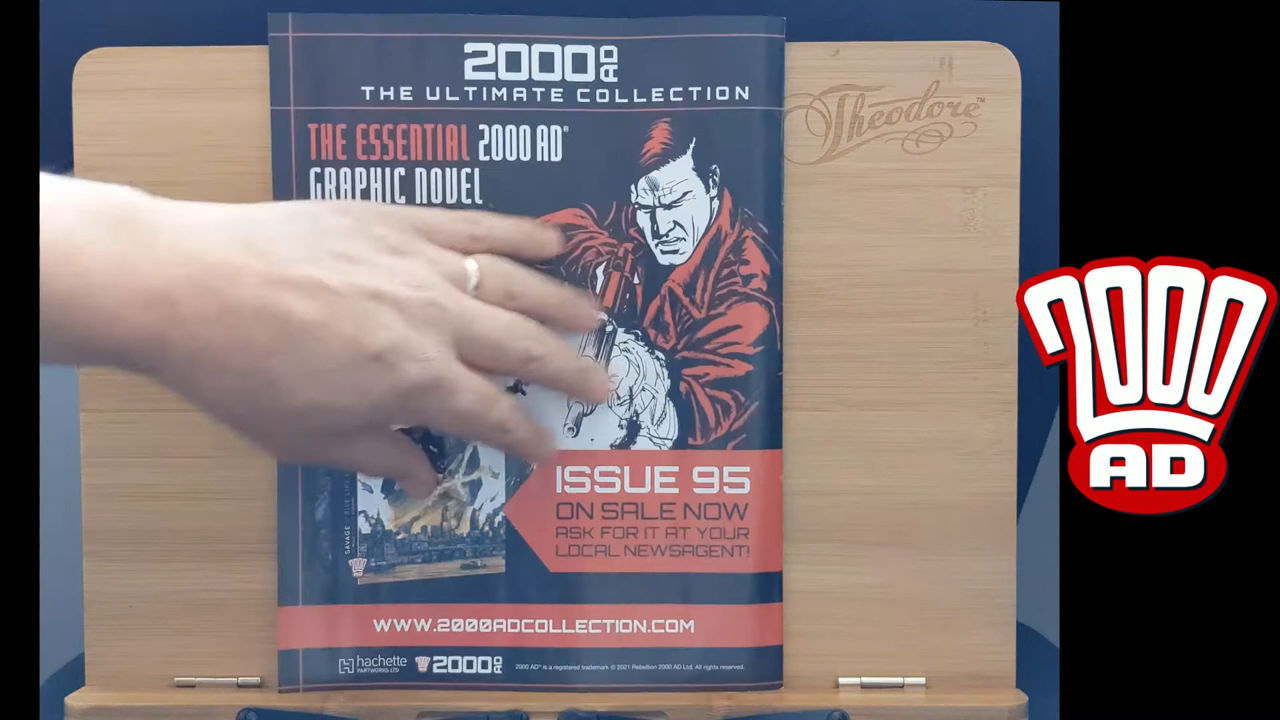 2000 AD
THE ULTIMATE COLLECTION
THE ESSENTIAL 2000 AD®
GRAPHIC NOVEL
Theodore™
ISSUE 95
ON SALE NOW
ASK FOR IT AT YOUR
LOCAL NEWSAGENT!
SAVAGE
2000 AD
WWW.2000ADCOLLECTION.COM
hachette
PARTWORKS LTD
2000 AD
2000 AD® is a registered trademark © 2021 Rebellion 2000 AD Ltd. All rights reserved.